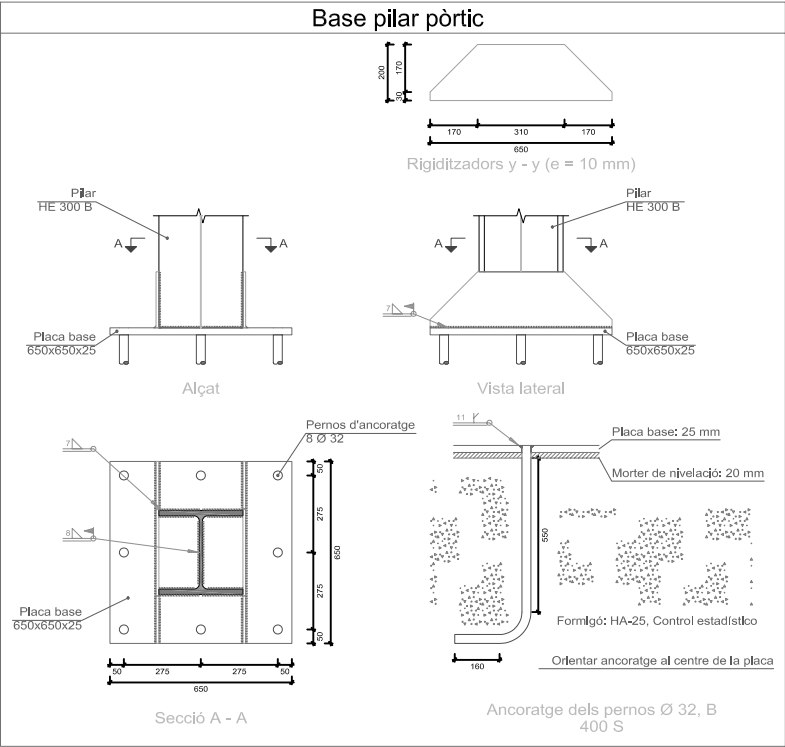 Base pilar pòrtic
200
170
30
170
310
170
650
Rigiditzadors y - y (e = 10 mm)
Pilar
HE 300 B
A
A
Placa base
650x650x25
Alçat
Pilar
HE 300 B
A
A
7
Placa base
650x650x25
Vista lateral
7
8
Pernos d'ancoratge
8 Ø 32
Placa base
650x650x25
50
275
275
50
650
50
275
275
50
650
Secció A - A
11
Placa base: 25 mm
Morter de nivelació: 20 mm
550
Formigó: HA-25, Control estadístico
160
Orientar ancoratge al centre de la placa
Ancoratge dels pernos Ø 32, B
400 S